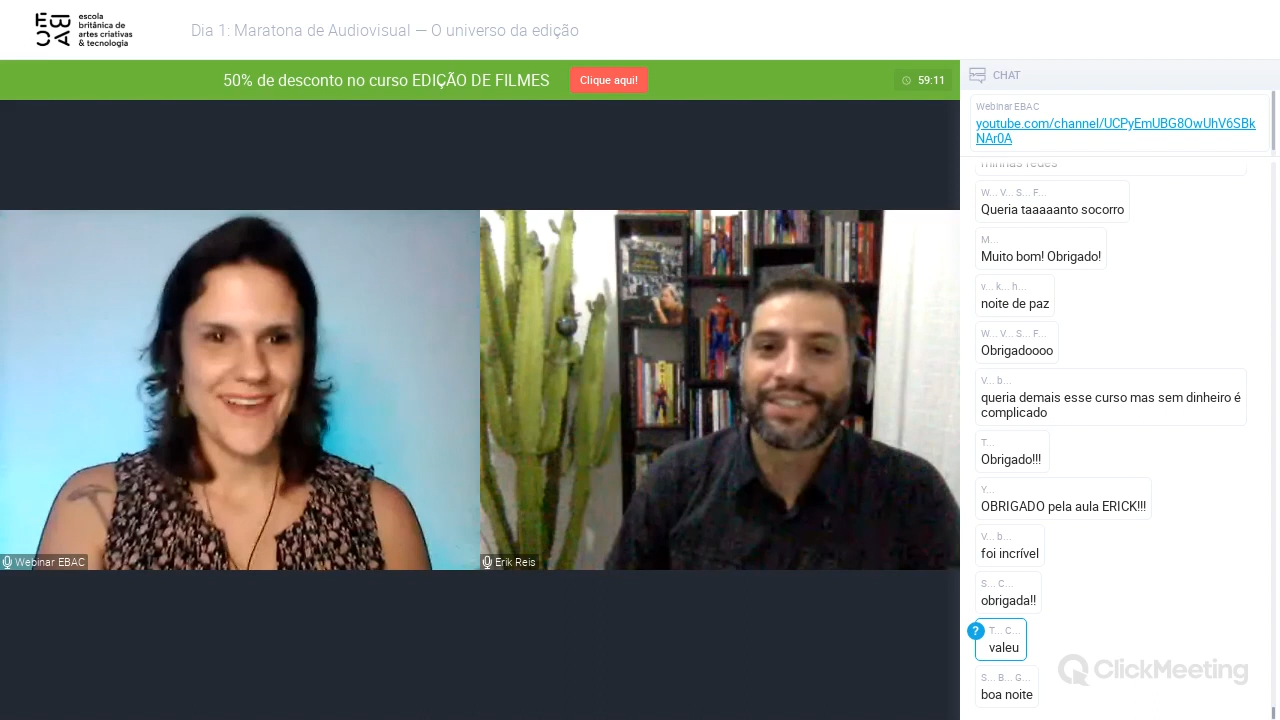 escola
britânica de
artes criativas
& tecnologia
EBAC
Dia 1: Maratona de Audiovisual — O universo da edição
50% de desconto no curso EDIÇÃO DE FILMES
Clique aqui!
59:11
Webinar EBAC
Erik Reis
CHAT
Webinar EBAC
youtube.com/channel/UCPyEmUBG8OwUhV6SBk
NAr0A
minhas redes
W... V... S... F...
Queria taaaaanto socorro
M...
Muito bom! Obrigado!
v... k... h...
noite de paz
W... V... S... F...
Obrigadoooo
V... b...
queria demais esse curso mas sem dinheiro é
complicado
T...
Obrigado!!!
Y...
OBRIGADO pela aula ERICK!!!
V... b...
foi incrível
S... C...
obrigada!!
?
T... C...
valeu
S... B... G...
boa noite
ClickMeeting